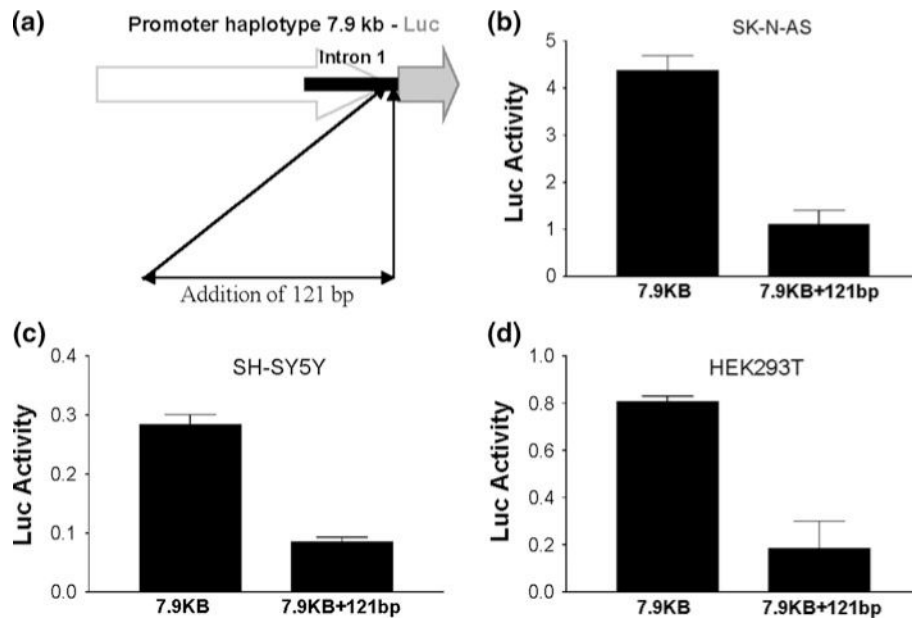 (a)
Promoter haplotype 7.9 kb - Luc
Intron 1
Addition of 121 bp
(b)
SK-N-AS
Luc Activity
5
4
3
2
1
0
7.9KB
7.9KB+121bp
(c)
SH-SY5Y
Luc Activity
0.4
0.3
0.2
0.1
0.0
7.9KB
7.9KB+121bp
(d)
HEK293T
Luc Activity
1.0
0.8
0.6
0.4
0.2
0.0
7.9KB
7.9KB+121bp